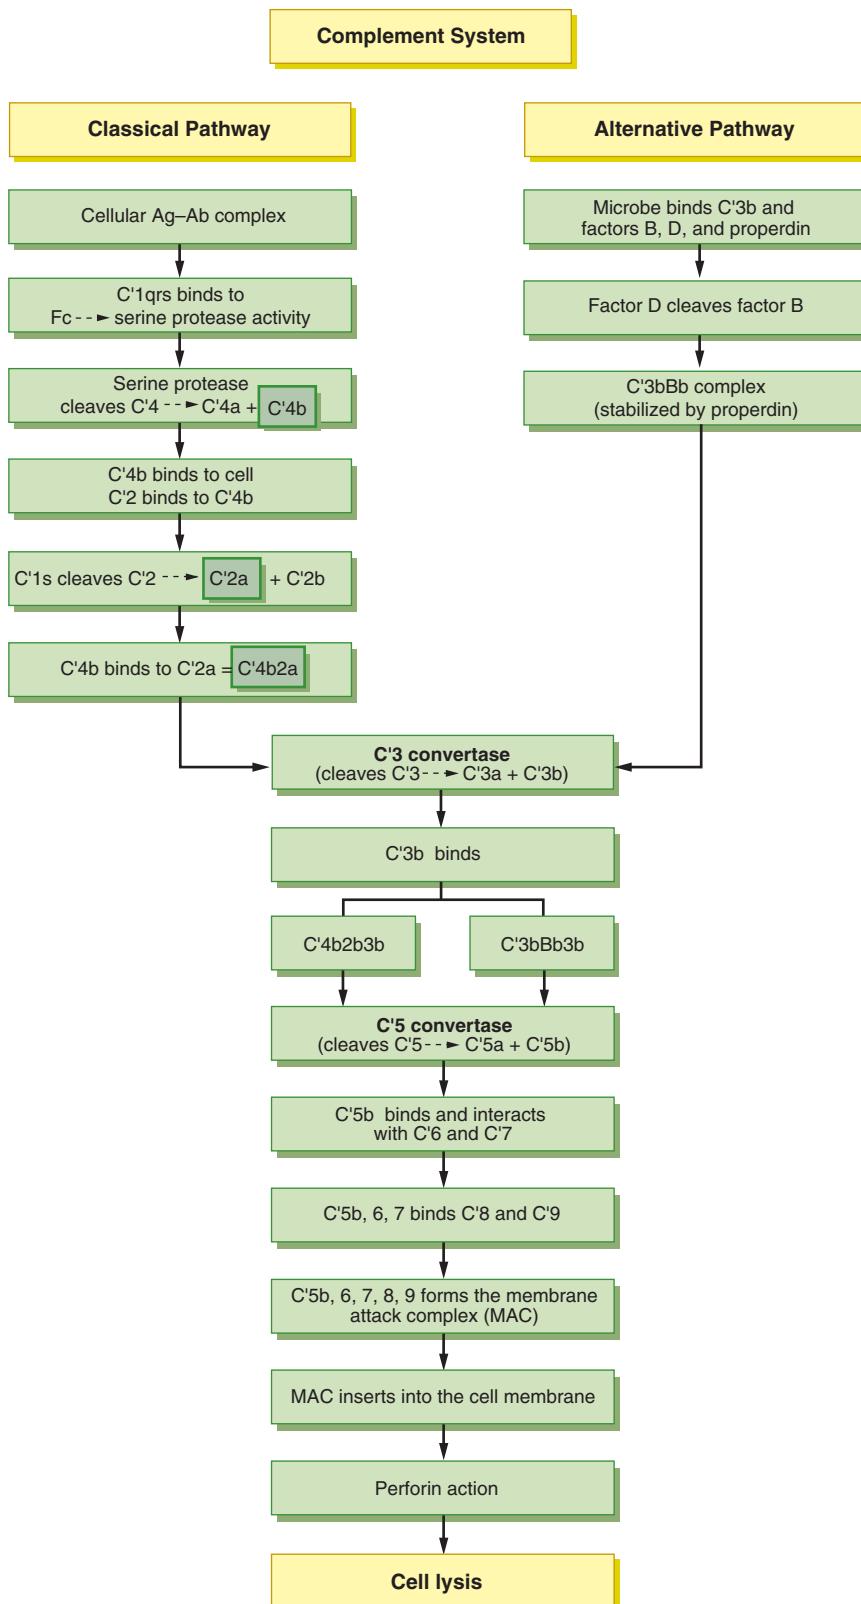 Complement System
Classical Pathway
Alternative Pathway
Cellular Ag–Ab complex
C'1qrs binds to
Fc --► serine protease activity
Serine protease
cleaves C'4 --► C'4a + C'4b
C'4b binds to cell
C'2 binds to C'4b
C'1s cleaves C'2 --► C'2a + C'2b
C'4b binds to C'2a = C'4b2a
Microbe binds C'3b and
factors B, D, and properdin
Factor D cleaves factor B
C'3bBb complex
(stabilized by properdin)
C'3 convertase
(cleaves C'3 --► C'3a + C'3b)
C'3b binds
C'4b2b3b
C'3bBb3b
C'5 convertase
(cleaves C'5 --► C'5a + C'5b)
C'5b binds and interacts
with C'6 and C'7
C'5b, 6, 7 binds C'8 and C'9
C'5b, 6, 7, 8, 9 forms the membrane
attack complex (MAC)
MAC inserts into the cell membrane
Perforin action
Cell lysis